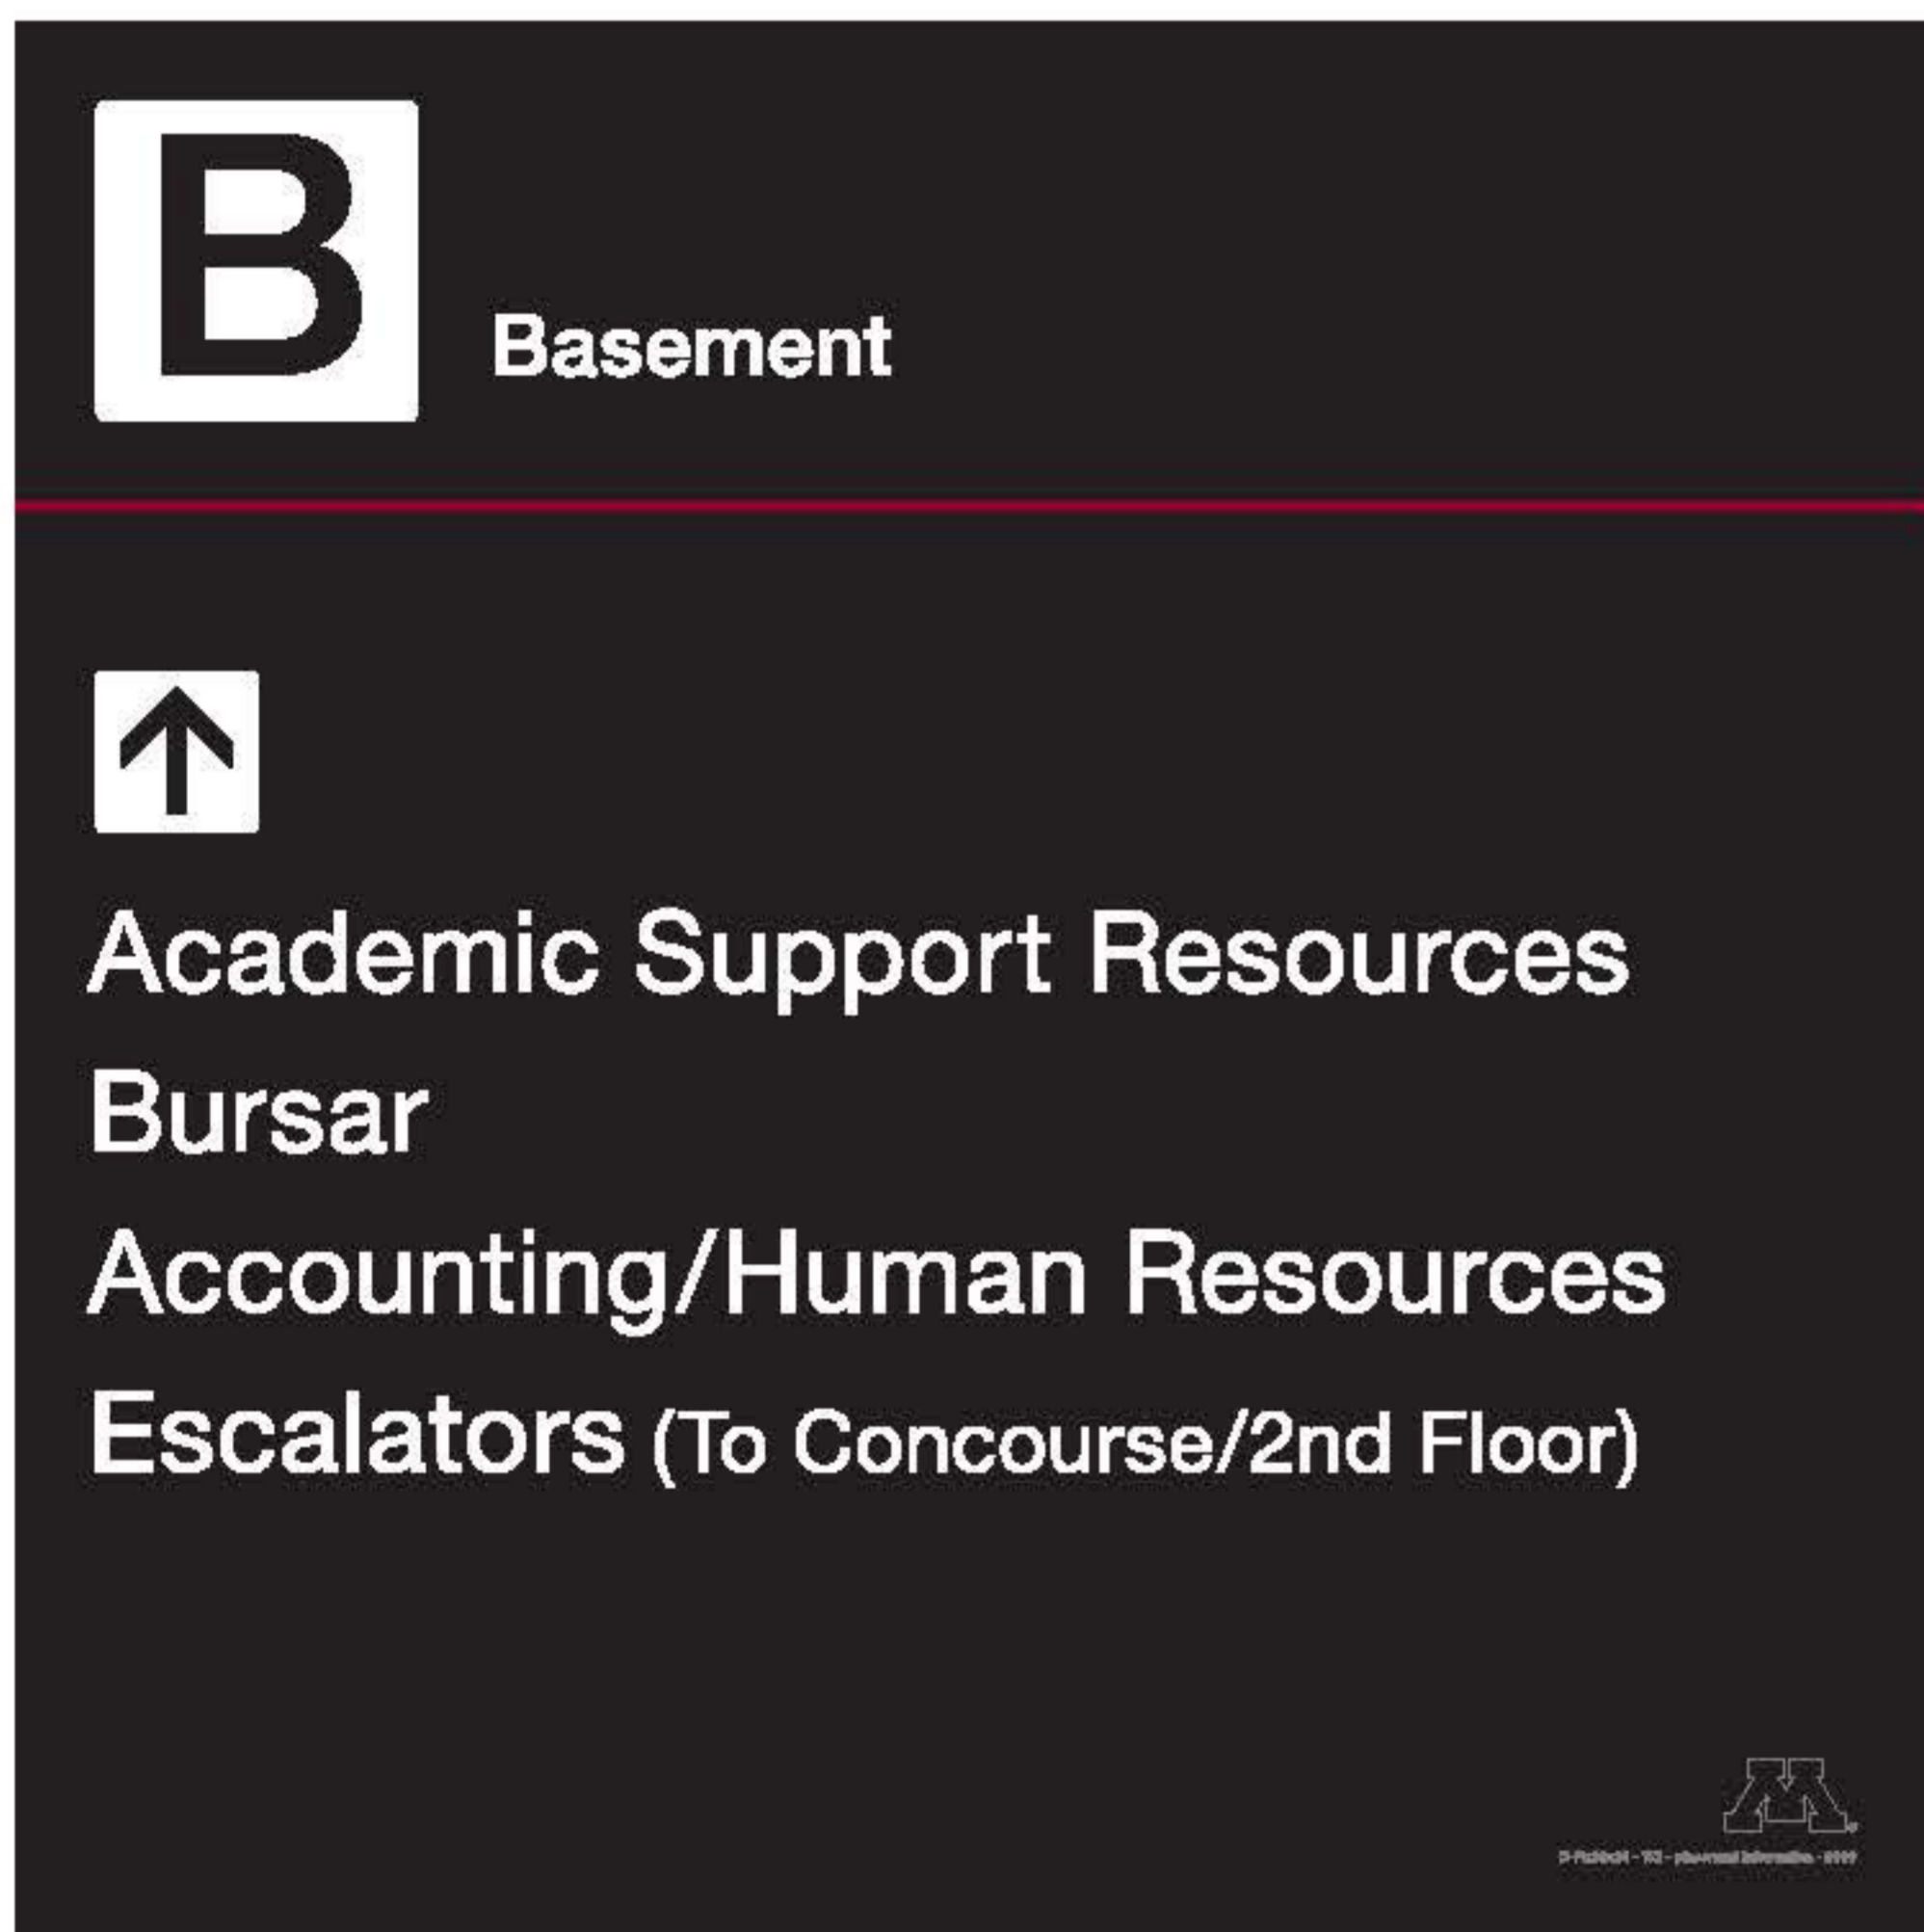 B
Basement
Academic Support Resources
Bursar
Accounting/Human Resources
Escalators (To Concourse/2nd Floor)
M